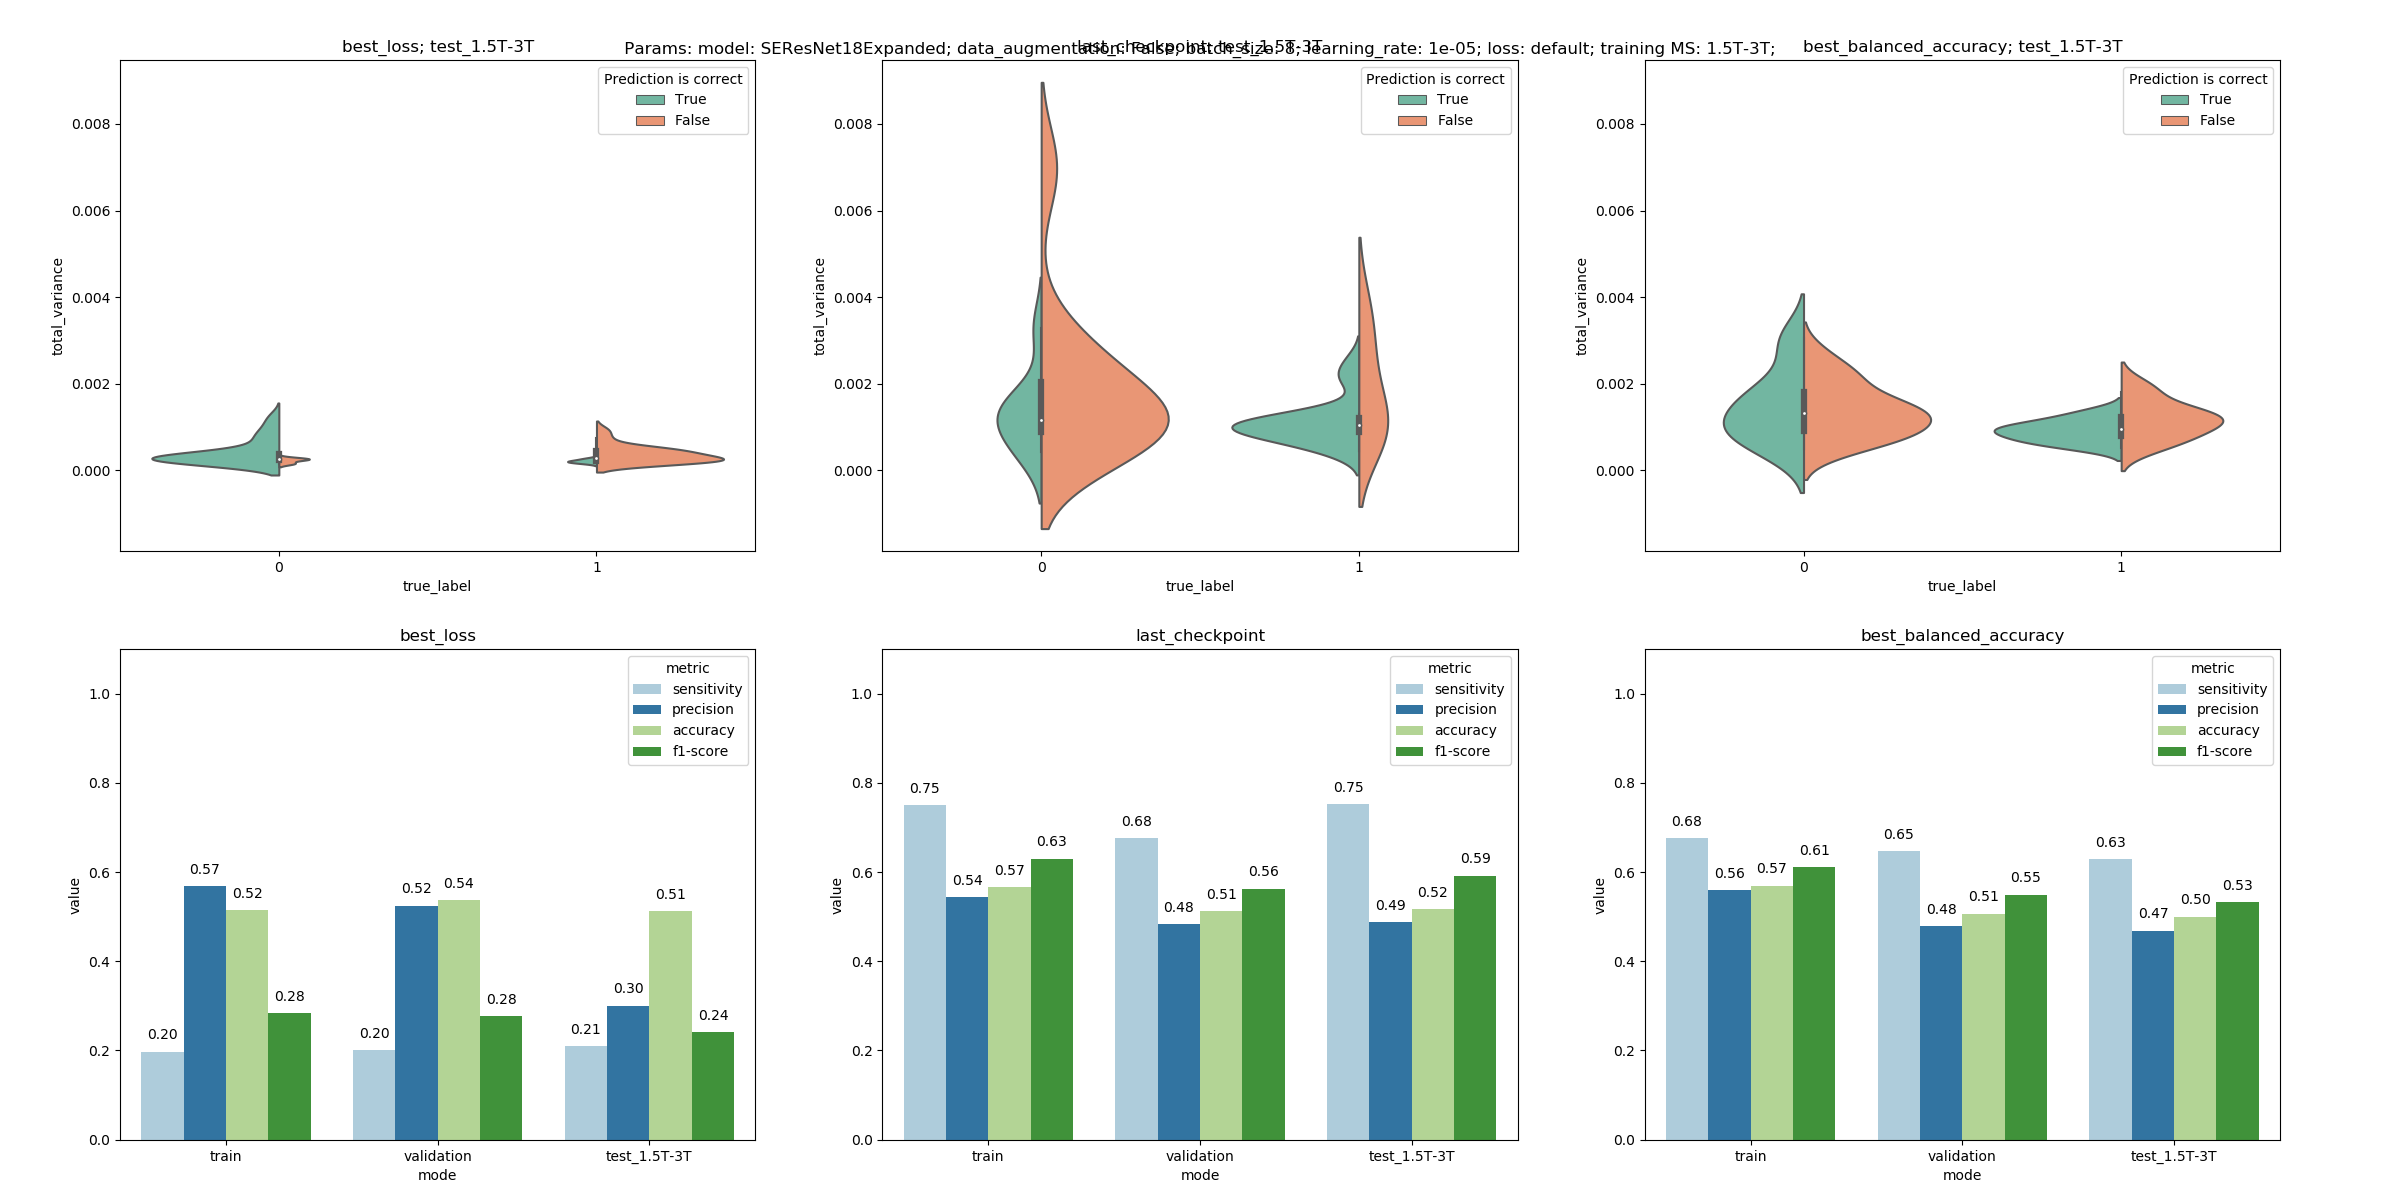 Params: model: SEResNet18Expanded; data_augmentation: False; batch_size: 8; learning_rate: 1e-05; loss: default; training MS: 1.5T-3T;
best_loss; test_1.5T-3T
Prediction is correct
True
False
0.008
0.006
0.004
0.002
0.000
total_variance
0 1
true_label
last_checkpoint; test_1.5T-3T
Prediction is correct
True
False
0.008
0.006
0.004
0.002
0.000
total_variance
0 1
true_label
best_balanced_accuracy; test_1.5T-3T
Prediction is correct
True
False
0.008
0.006
0.004
0.002
0.000
total_variance
0 1
true_label
best_loss
metric
sensitivity
precision
accuracy
f1-score
1.0
0.8
0.6
0.4
0.2
0.0
value
0.20 0.57 0.52 0.28 0.20 0.52 0.54 0.28 0.21 0.30 0.51 0.24
train validation test_1.5T-3T
mode
last_checkpoint
metric
sensitivity
precision
accuracy
f1-score
1.0
0.8
0.6
0.4
0.2
0.0
value
0.75 0.54 0.57 0.63 0.68 0.48 0.51 0.56 0.75 0.49 0.52 0.59
train validation test_1.5T-3T
mode
best_balanced_accuracy
metric
sensitivity
precision
accuracy
f1-score
1.0
0.8
0.6
0.4
0.2
0.0
value
0.68 0.56 0.57 0.61 0.65 0.48 0.51 0.55 0.63 0.47 0.50 0.53
train validation test_1.5T-3T
mode